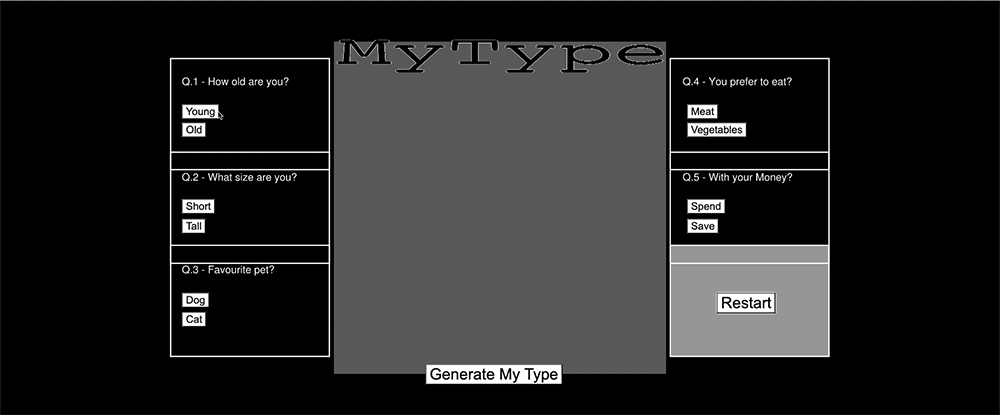 MyType
Q.1 - How old are you?
Young
Old
Q.2 - What size are you?
Short
Tall
Q.3 - Favourite pet?
Dog
Cat
Q.4 - You prefer to eat?
Meat
Vegetables
Q.5 - With your Money?
Spend
Save
Restart
Generate My Type